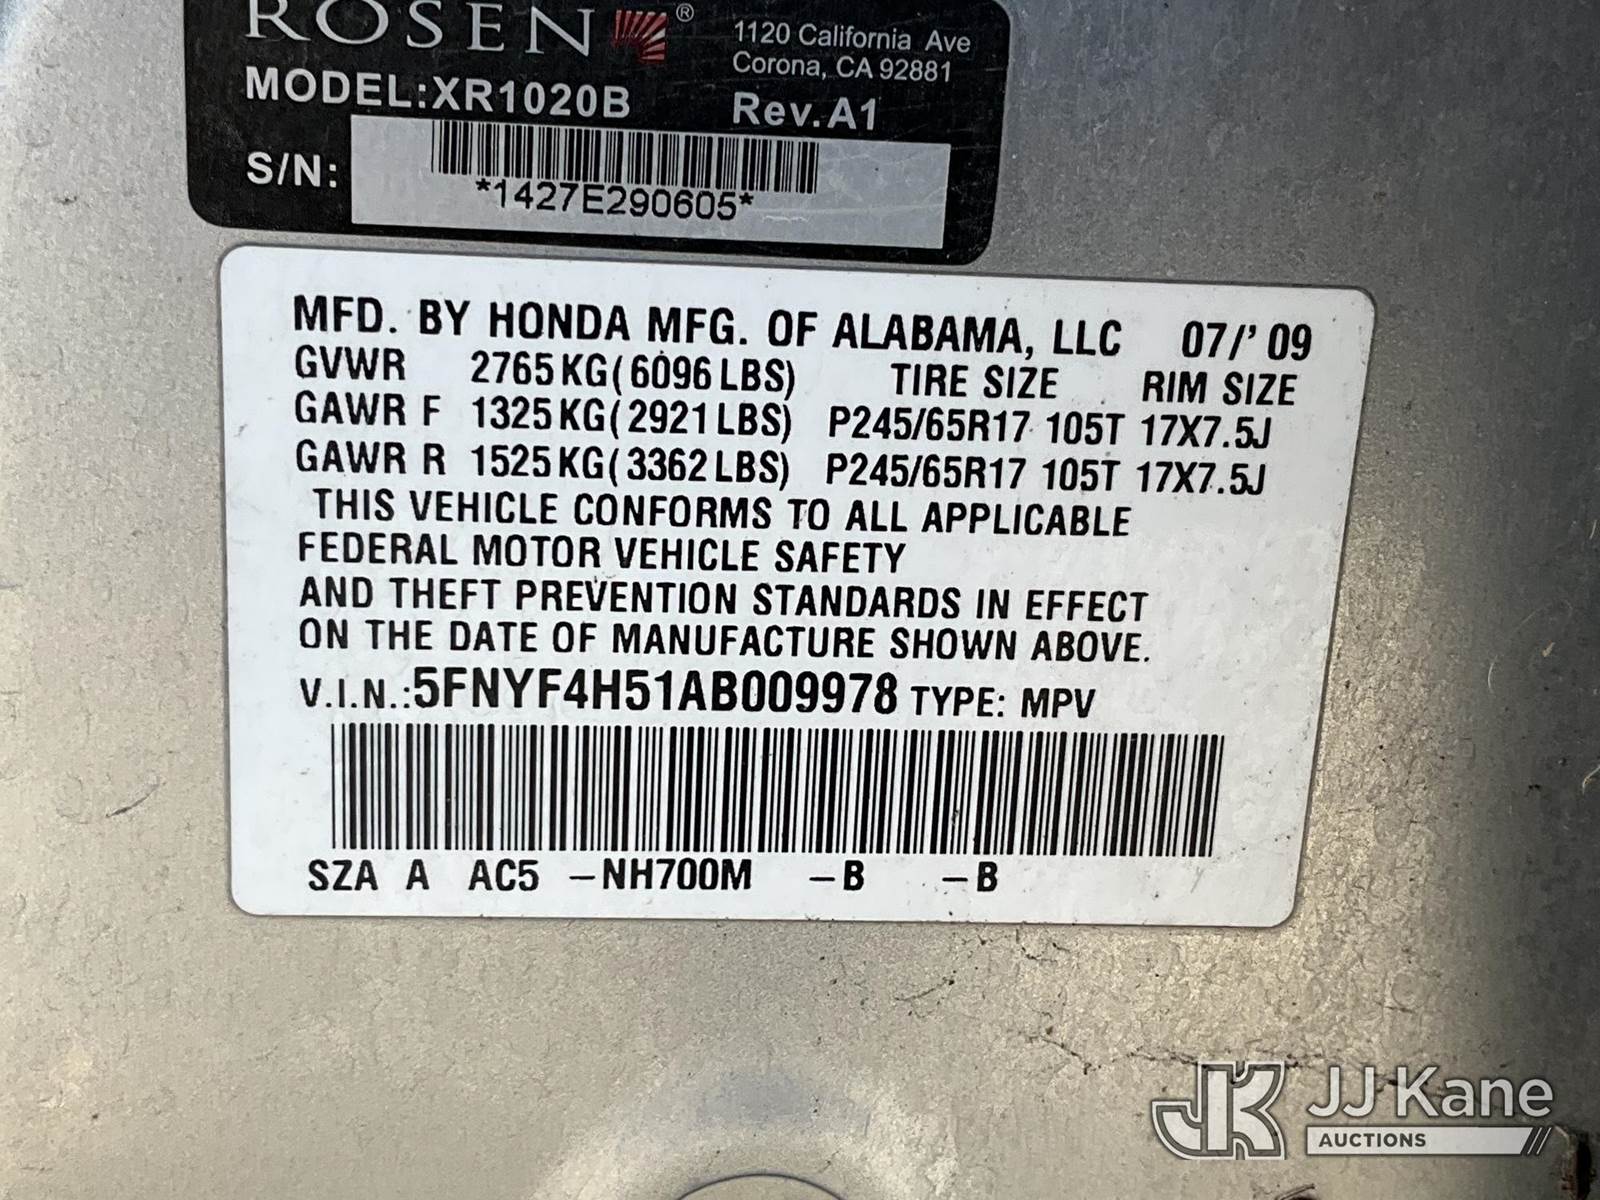 ROSEN®
1120 California Ave
Corona, CA 92881
MODEL:XR1020B Rev. A1
S/N:
*1427E290605*
MFD. BY HONDA MFG. OF ALABAMA, LLC 07/' 09
GVWR 2765 KG (6096 LBS) TIRE SIZE RIM SIZE
GAWR F 1325 KG (2921 LBS) P245/65R17 105T 17X7.5J
GAWR R 1525 KG (3362 LBS) P245/65R17 105T 17X7.5J
THIS VEHICLE CONFORMS TO ALL APPLICABLE
FEDERAL MOTOR VEHICLE SAFETY
AND THEFT PREVENTION STANDARDS IN EFFECT
ON THE DATE OF MANUFACTURE SHOWN ABOVE.
V.I.N.:5FNYF4H51AB009978 TYPE: MPV
SZA A AC5 –NH700M –B –B
JK JJ Kane
AUCTIONS